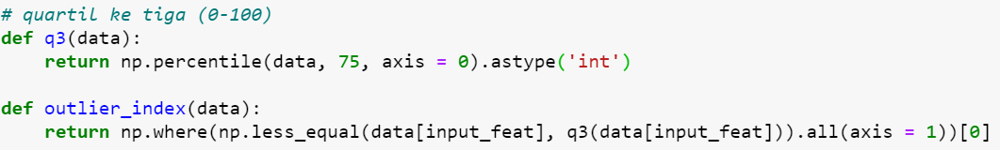 # quartil ke tiga (0-100)
def q3(data):
    return np.percentile(data, 75, axis = 0).astype('int')

def outlier_index(data):
    return np.where(np.less_equal(data[input_feat], q3(data[input_feat])).all(axis = 1))[0]